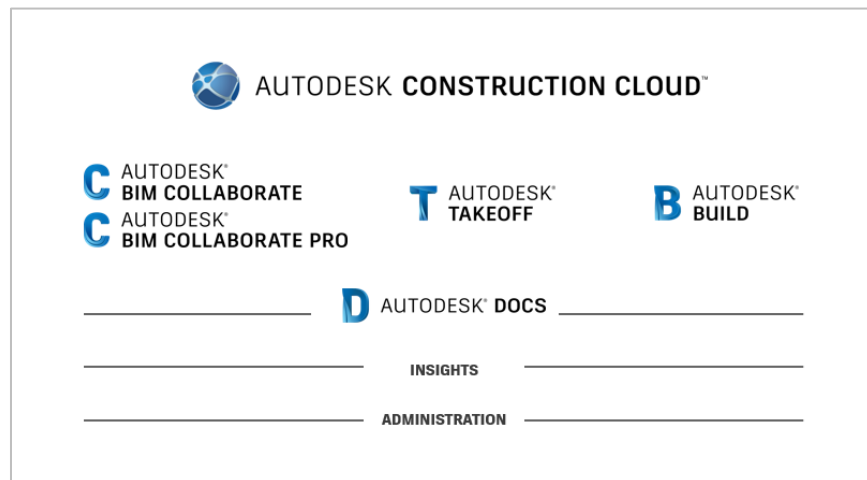 AUTODESK CONSTRUCTION CLOUD™
AUTODESK®
BIM COLLABORATE
AUTODESK®
BIM COLLABORATE PRO
AUTODESK®
TAKEOFF
AUTODESK®
BUILD
AUTODESK® DOCS
INSIGHTS
ADMINISTRATION